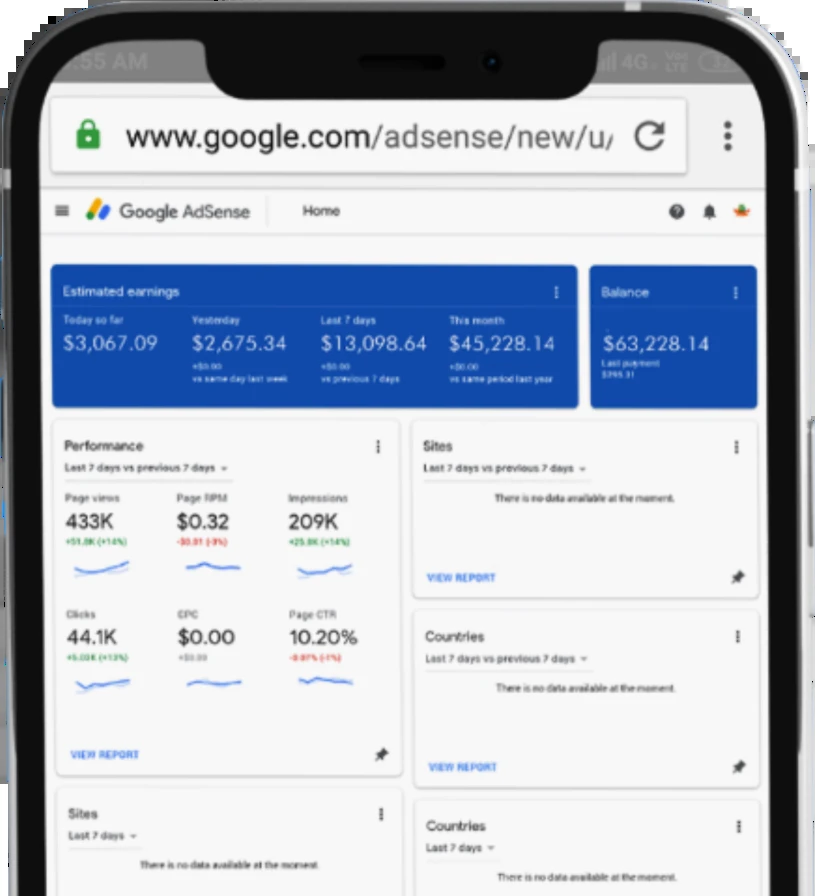 :55 AM
4G
www.google.com/adsense/new/u/
Google AdSense
Home
Estimated earnings
Today so far
$3,067.09
Yesterday
$2,675.34
+$0.00
vs same day last week
Last 7 days
$13,098.64
+$0.00
vs previous 7 days
This month
$45,228.14
+$0.00
vs same period last year
Balance
$63,228.14
Last payment
Performance
Last 7 days vs previous 7 days
Page views
433K
+51.8K (+14%)
Page RPM
$0.32
-$0.01 (-3%)
Impressions
209K
+25.8K (+14%)
Clicks
44.1K
+5.03K (+13%)
CPC
$0.00
+$0.00
Page CTR
10.20%
-0.07% (-1%)
VIEW REPORT
Sites
Last 7 days vs previous 7 days
There is no data available at the moment.
VIEW REPORT
Countries
Last 7 days vs previous 7 days
There is no data available at the moment.
VIEW REPORT
Sites
Last 7 days
There is no data available at the moment.
Countries
Last 7 days
There is no data available at the moment.